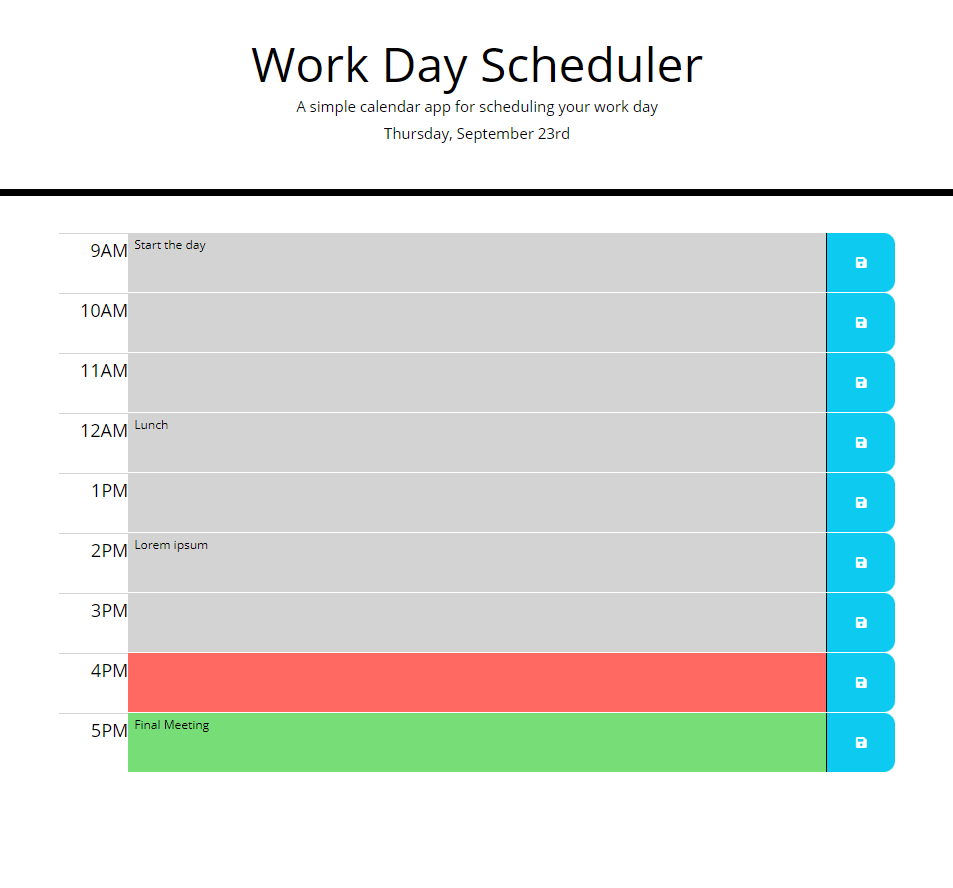 Work Day Scheduler
A simple calendar app for scheduling your work day
Thursday, September 23rd
9AM Start the day
10AM
11AM
12AM Lunch
1PM
2PM Lorem ipsum
3PM
4PM
5PM Final Meeting